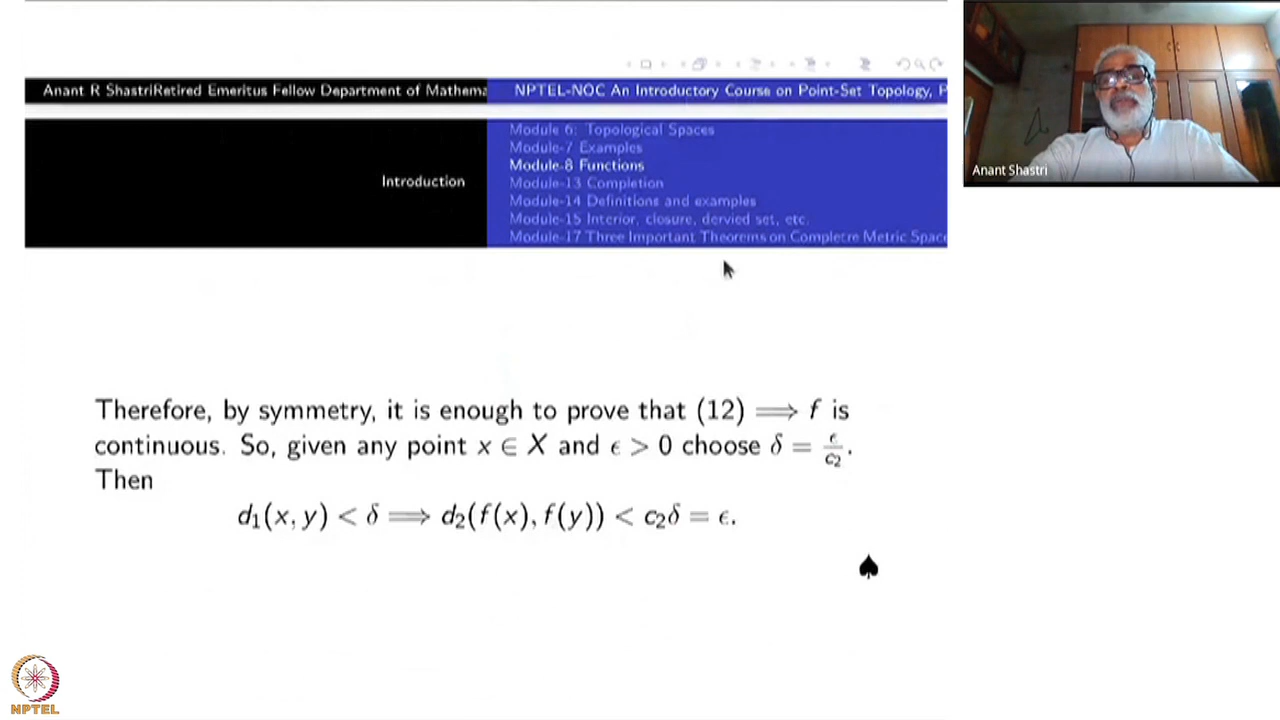 Anant R ShastriRetired Emeritus Fellow Department of Mathema
NPTEL-NOC An Introductory Course on Point-Set Topology, P
Introduction
Module 6: Topological Spaces
Module-7 Examples
Module-8 Functions
Module-13 Completion
Module-14 Definitions and examples
Module-15 Interior, closure, dervied set, etc.
Module-17 Three Important Theorems on Completre Metric Space
Anant Shastri
Therefore, by symmetry, it is enough to prove that (12) ⟹ f is
continuous. So, given any point x ∈ X and ϵ > 0 choose δ = ϵ/c₂.
Then
d₁(x, y) < δ ⟹ d₂(f(x), f(y)) < c₂δ = ϵ.
NPTEL